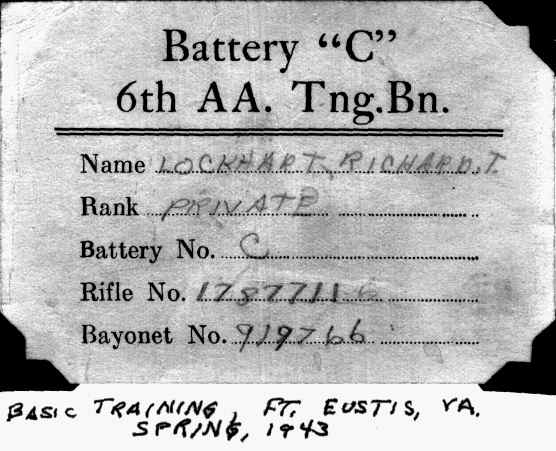 Battery “C”
6th AA. Tng.Bn.
Name LOCKHART, RICHARD.T.
Rank PRIVATE
Battery No. C
Rifle No.
Bayonet No. 919766
BASIC TRAINING, FT. EUSTIS, VA.
SPRING, 1943